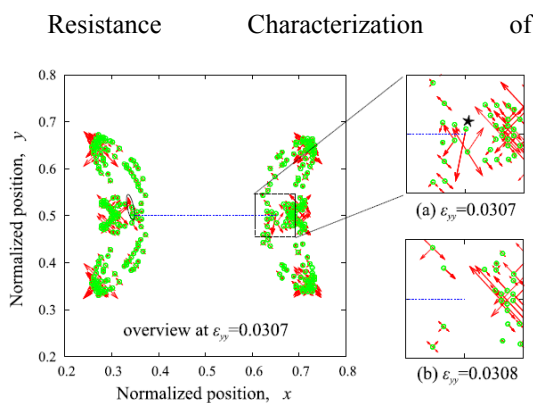 Resistance Characterization of
0.8
0.7
0.6
0.5
0.4
0.3
0.2
0.2 0.3 0.4 0.5 0.6 0.7 0.8
Normalized position, y
Normalized position, x
overview at εyy=0.0307
(a) εyy=0.0307
(b) εyy=0.0308